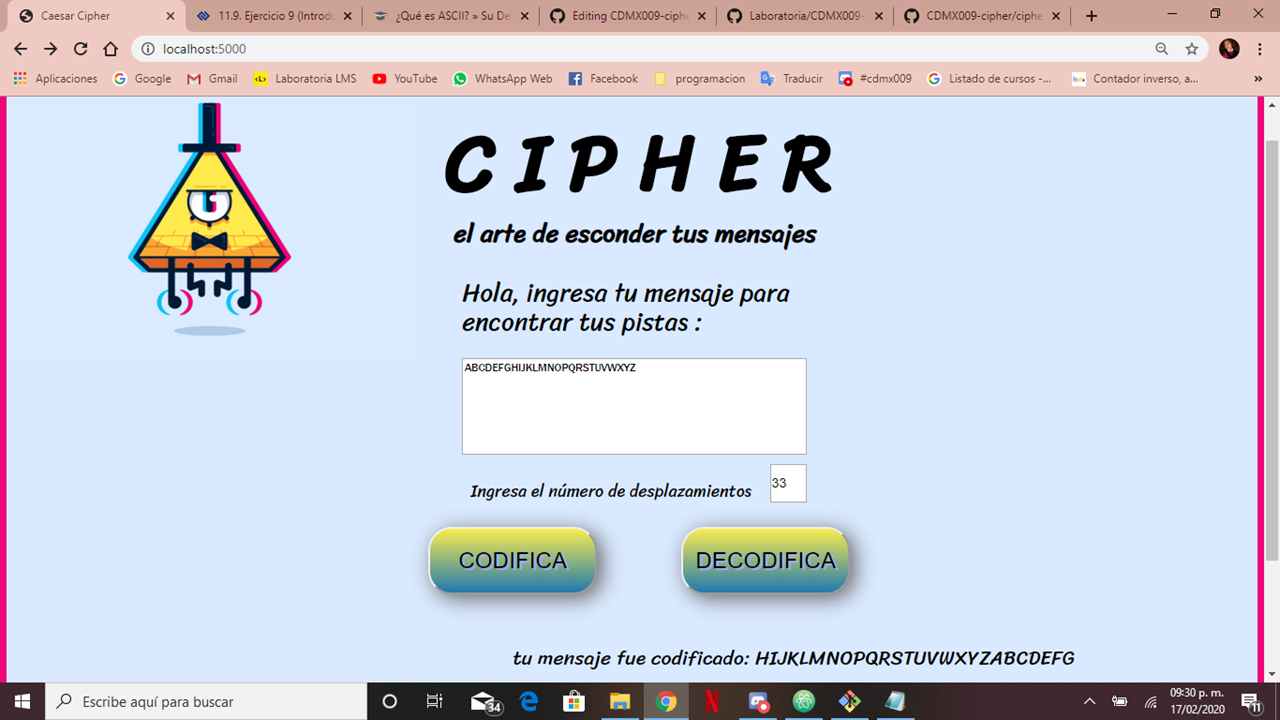 Caesar Cipher
11.9. Ejercicio 9 (Introdu
¿Qué es ASCII? » Su De
Editing CDMX009-ciphe
Laboratoria/CDMX009-
CDMX009-cipher/ciphe
localhost:5000
Aplicaciones
Google
Gmail
Laboratoria LMS
YouTube
WhatsApp Web
Facebook
programcion
Traducir
#cdmx009
Listado de cursos -...
Contador inverso, a...
»
CIPHER
el arte de esconder tus mensajes
Hola, ingresa tu mensaje para
encontrar tus pistas :
ABCDEFGHIJKLMNOPQRSTUVWXYZ
Ingresa el número de desplazamientos
33
CODIFICA
DECODIFICA
tu mensaje fue codificado: HIJKLMNOPQRSTUVWXYZABCDEFG
Escribe aquí para buscar
34
09:30 p. m.
17/02/2020
11